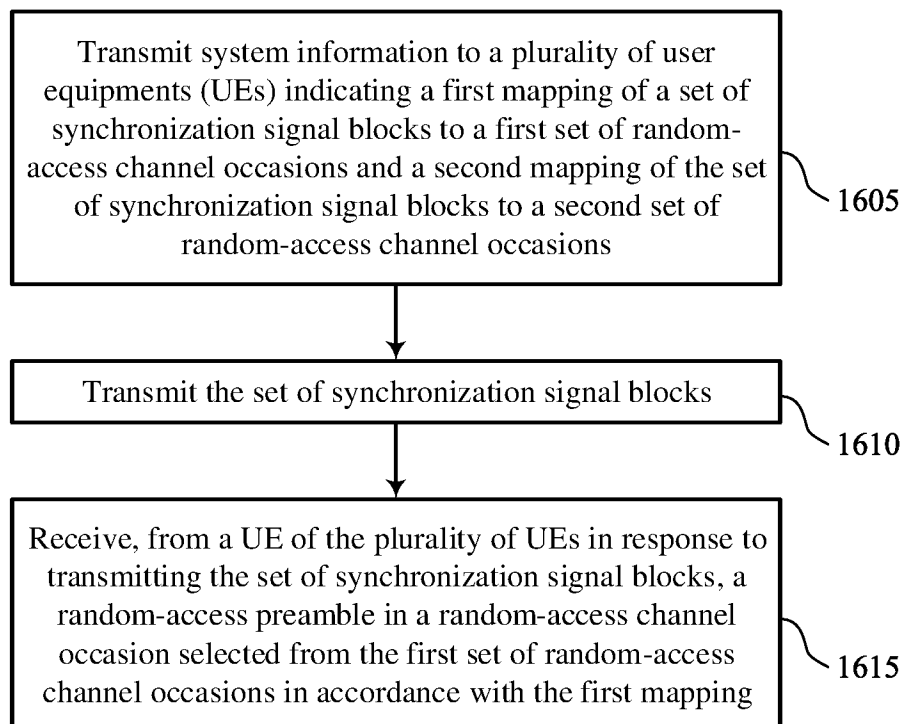 Transmit system information to a plurality of user
equipments (UEs) indicating a first mapping of a set of
synchronization signal blocks to a first set of random-
access channel occasions and a second mapping of the set
of synchronization signal blocks to a second set of
random-access channel occasions
1605
Transmit the set of synchronization signal blocks
1610
Receive, from a UE of the plurality of UEs in response to
transmitting the set of synchronization signal blocks, a
random-access preamble in a random-access channel
occasion selected from the first set of random-access
channel occasions in accordance with the first mapping
1615